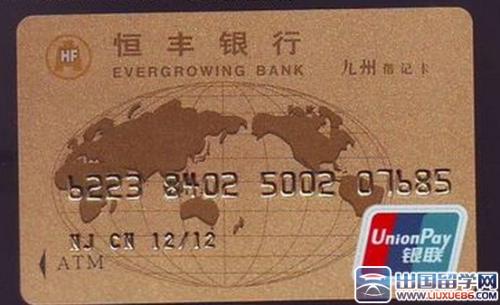 HF
恒丰银行
EVERGROWING BANK
九州 借记卡
6223 8402 5002 07685
NJ CN 12/12
ATM
UnionPay
银联
出国留学网
WWW.LIUXUE86.COM